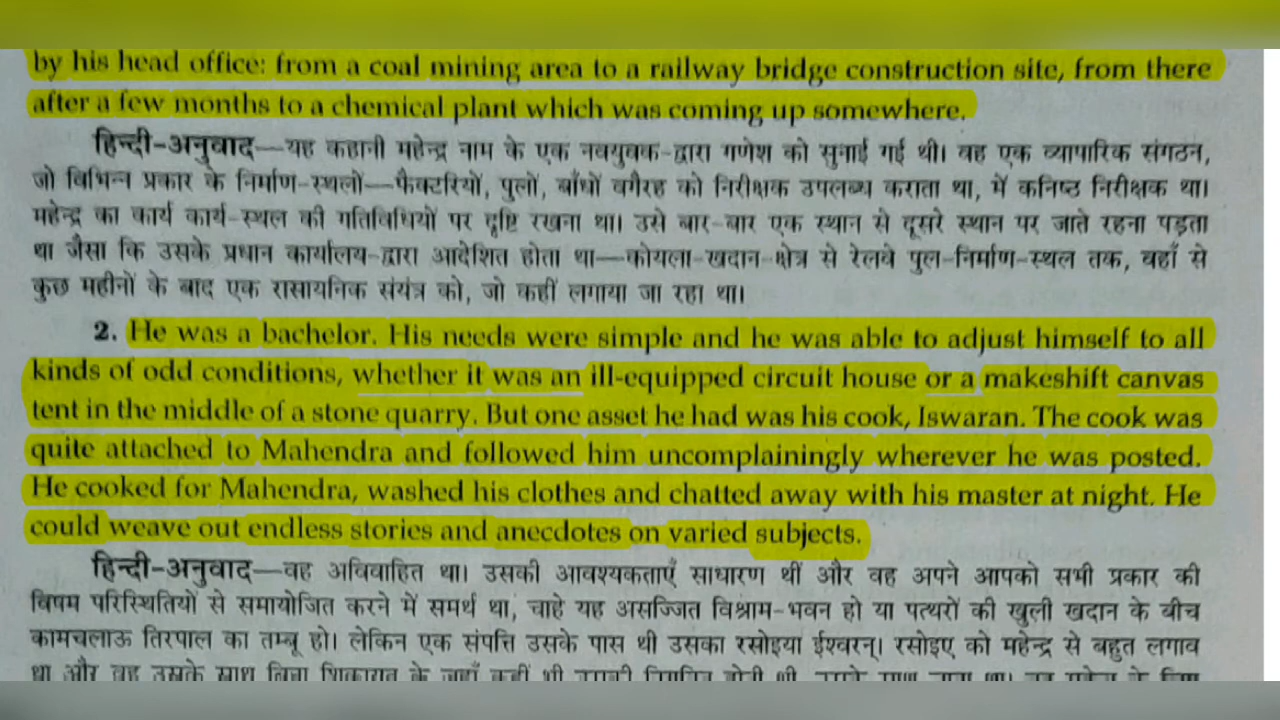 by his head office: from a coal mining area to a railway bridge construction site, from there
after a few months to a chemical plant which was coming up somewhere.
हिन्दी-अनुवाद—यह कहानी महेन्द्र नाम के एक नवयुवक-द्वारा गणेश को सुनाई गई थी। वह एक व्यापारिक संगठन,
जो विभिन्न प्रकार के निर्माण-स्थलों—फैक्टरियों, पुलों, बाँधों वगैरह को निरीक्षक उपलब्ध कराता था, में कनिष्ठ निरीक्षक था।
महेन्द्र का कार्य कार्य-स्थल की गतिविधियों पर दृष्टि रखना था। उसे बार-बार एक स्थान से दूसरे स्थान पर जाते रहना पड़ता
था जैसा कि उसके प्रधान कार्यालय-द्वारा आदेशित होता था—कोयला-खदान-क्षेत्र से रेलवे पुल-निर्माण-स्थल तक, वहाँ से
कुछ महीनों के बाद एक रासायनिक संयंत्र को, जो कहीं लगाया जा रहा था।
2. He was a bachelor. His needs were simple and he was able to adjust himself to all
kinds of odd conditions, whether it was an ill-equipped circuit house or a makeshift canvas
tent in the middle of a stone quarry. But one asset he had was his cook, Iswaran. The cook was
quite attached to Mahendra and followed him uncomplainingly wherever he was posted.
He cooked for Mahendra, washed his clothes and chatted away with his master at night. He
could weave out endless stories and anecdotes on varied subjects.
हिन्दी-अनुवाद—वह अविवाहित था। उसकी आवश्यकताएँ साधारण थीं और वह अपने आपको सभी प्रकार की
विषम परिस्थितियों से समायोजित करने में समर्थ था, चाहे यह असज्जित विश्राम-भवन हो या पत्थरों की खुली खदान के बीच
कामचलाऊ तिरपाल का तम्बू हो। लेकिन एक संपत्ति उसके पास थी उसका रसोइया ईश्वरन्। रसोइए को महेन्द्र से बहुत लगाव
था और वह उसके साथ बिना शिकायत के जहाँ कहीं भी